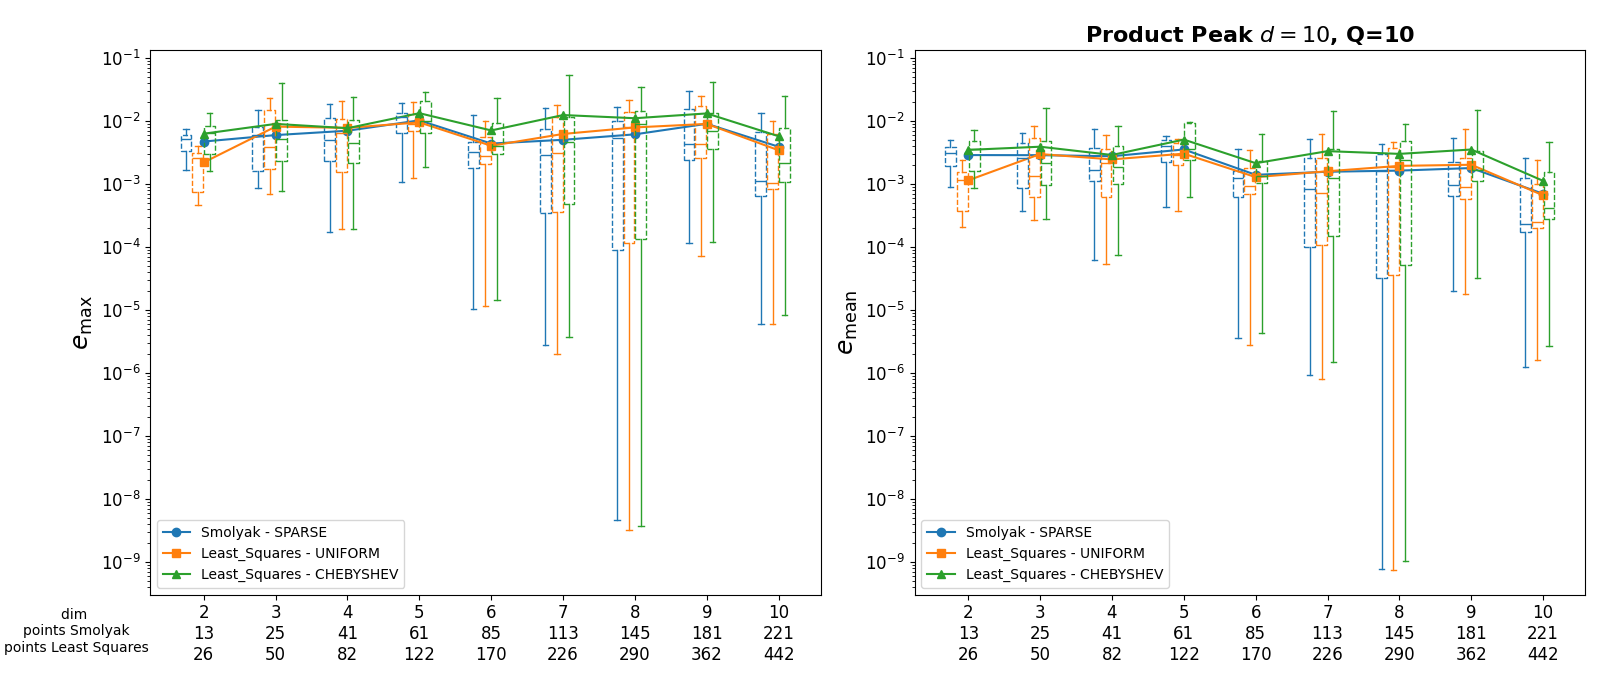 Product Peak d = 10, Q=10
10⁻¹
10⁻²
10⁻³
10⁻⁴
10⁻⁵
10⁻⁶
10⁻⁷
10⁻⁸
10⁻⁹
e_max
Smolyak - SPARSE
Least_Squares - UNIFORM
Least_Squares - CHEBYSHEV
dim 2 3 4 5 6 7 8 9 10
points Smolyak 13 25 41 61 85 113 145 181 221
points Least Squares 26 50 82 122 170 226 290 362 442
10⁻¹
10⁻²
10⁻³
10⁻⁴
10⁻⁵
10⁻⁶
10⁻⁷
10⁻⁸
10⁻⁹
e_mean
Smolyak - SPARSE
Least_Squares - UNIFORM
Least_Squares - CHEBYSHEV
2 3 4 5 6 7 8 9 10
13 25 41 61 85 113 145 181 221
26 50 82 122 170 226 290 362 442